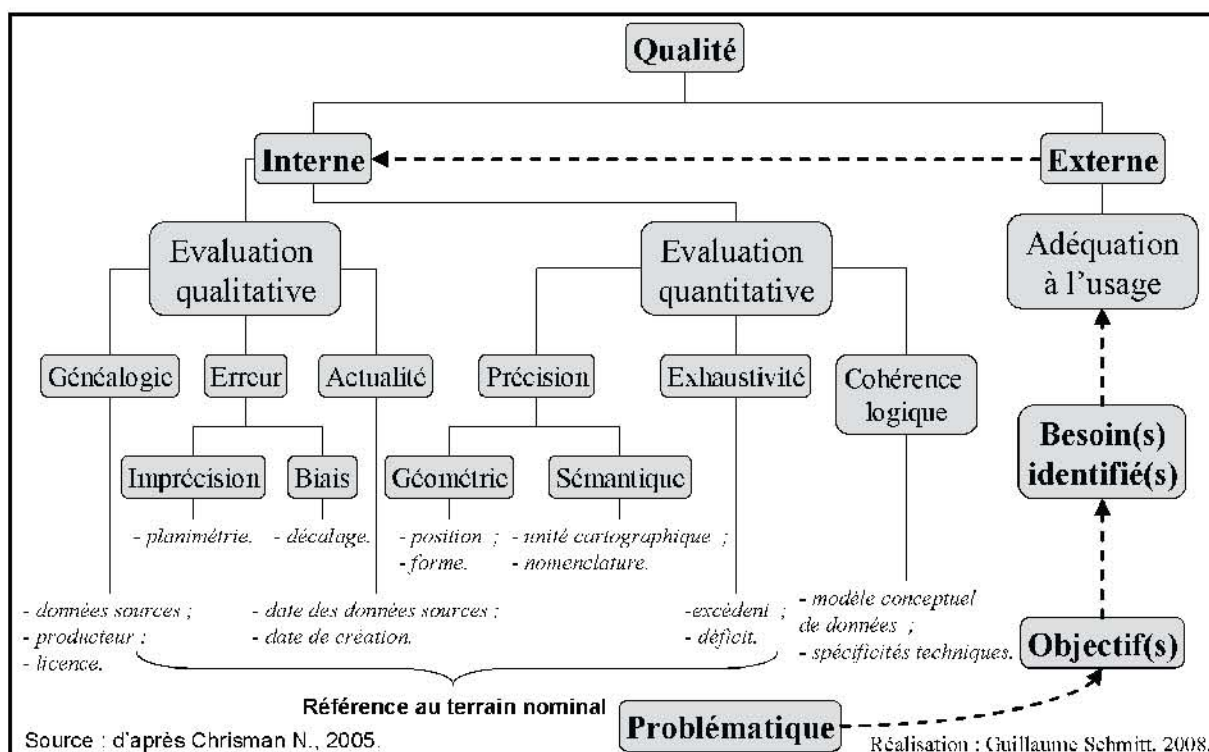 Qualité
Interne
Externe
Evaluation
qualitative
Evaluation
quantitative
Adéquation
à l'usage
Généalogie
Erreur
Actualité
Précision
Exhaustivité
Cohérence
logique
Besoin(s)
identifié(s)
Imprécision
Biais
Géométrie
Sémantique
- planimétrie.
- décalage.
- position ;
- forme.
- unité cartographique ;
- nomenclature.
- données sources ;
- producteur ;
- licence.
- date des données sources ;
- date de création.
-excèdent ;
- déficit.
- modèle conceptuel
de données ;
- spécificités techniques.
Objectif(s)
Référence au terrain nominal
Problématique
Source : d'après Chrisman N., 2005.
Réalisation : Guillaume Schmitt. 2008.